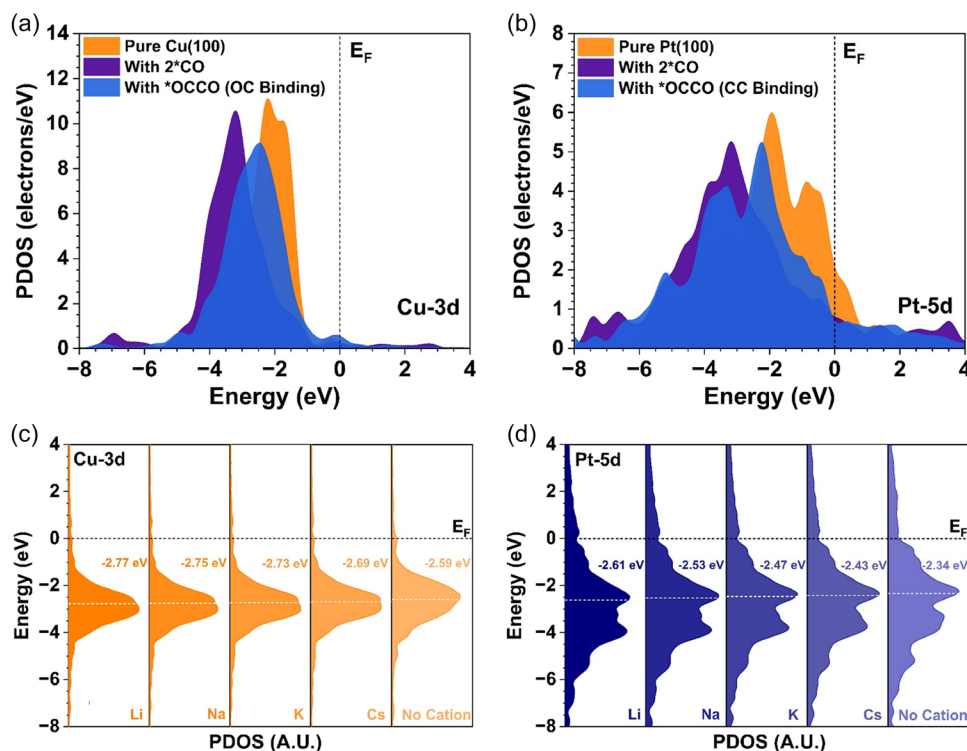 (a)
14
12
10
8
6
4
2
0
PDOS (electrons/eV)
Pure Cu(100)
With 2*CO
With *OCCO (OC Binding)
E_F
Cu-3d
−8 −6 −4 −2 0 2 4
Energy (eV)
(b)
8
7
6
5
4
3
2
1
0
PDOS (electrons/eV)
Pure Pt(100)
With 2*CO
With *OCCO (CC Binding)
E_F
Pt-5d
−8 −6 −4 −2 0 2 4
Energy (eV)
(c)
4
2
0
−2
−4
−6
−8
Energy (eV)
Cu-3d
E_F
-2.77 eV -2.75 eV -2.73 eV -2.69 eV -2.59 eV
Li Na K Cs No Cation
PDOS (A.U.)
(d)
4
2
0
−2
−4
−6
−8
Energy (eV)
Pt-5d
E_F
-2.61 eV -2.53 eV -2.47 eV -2.43 eV -2.34 eV
Li Na K Cs No Cation
PDOS (A.U.)